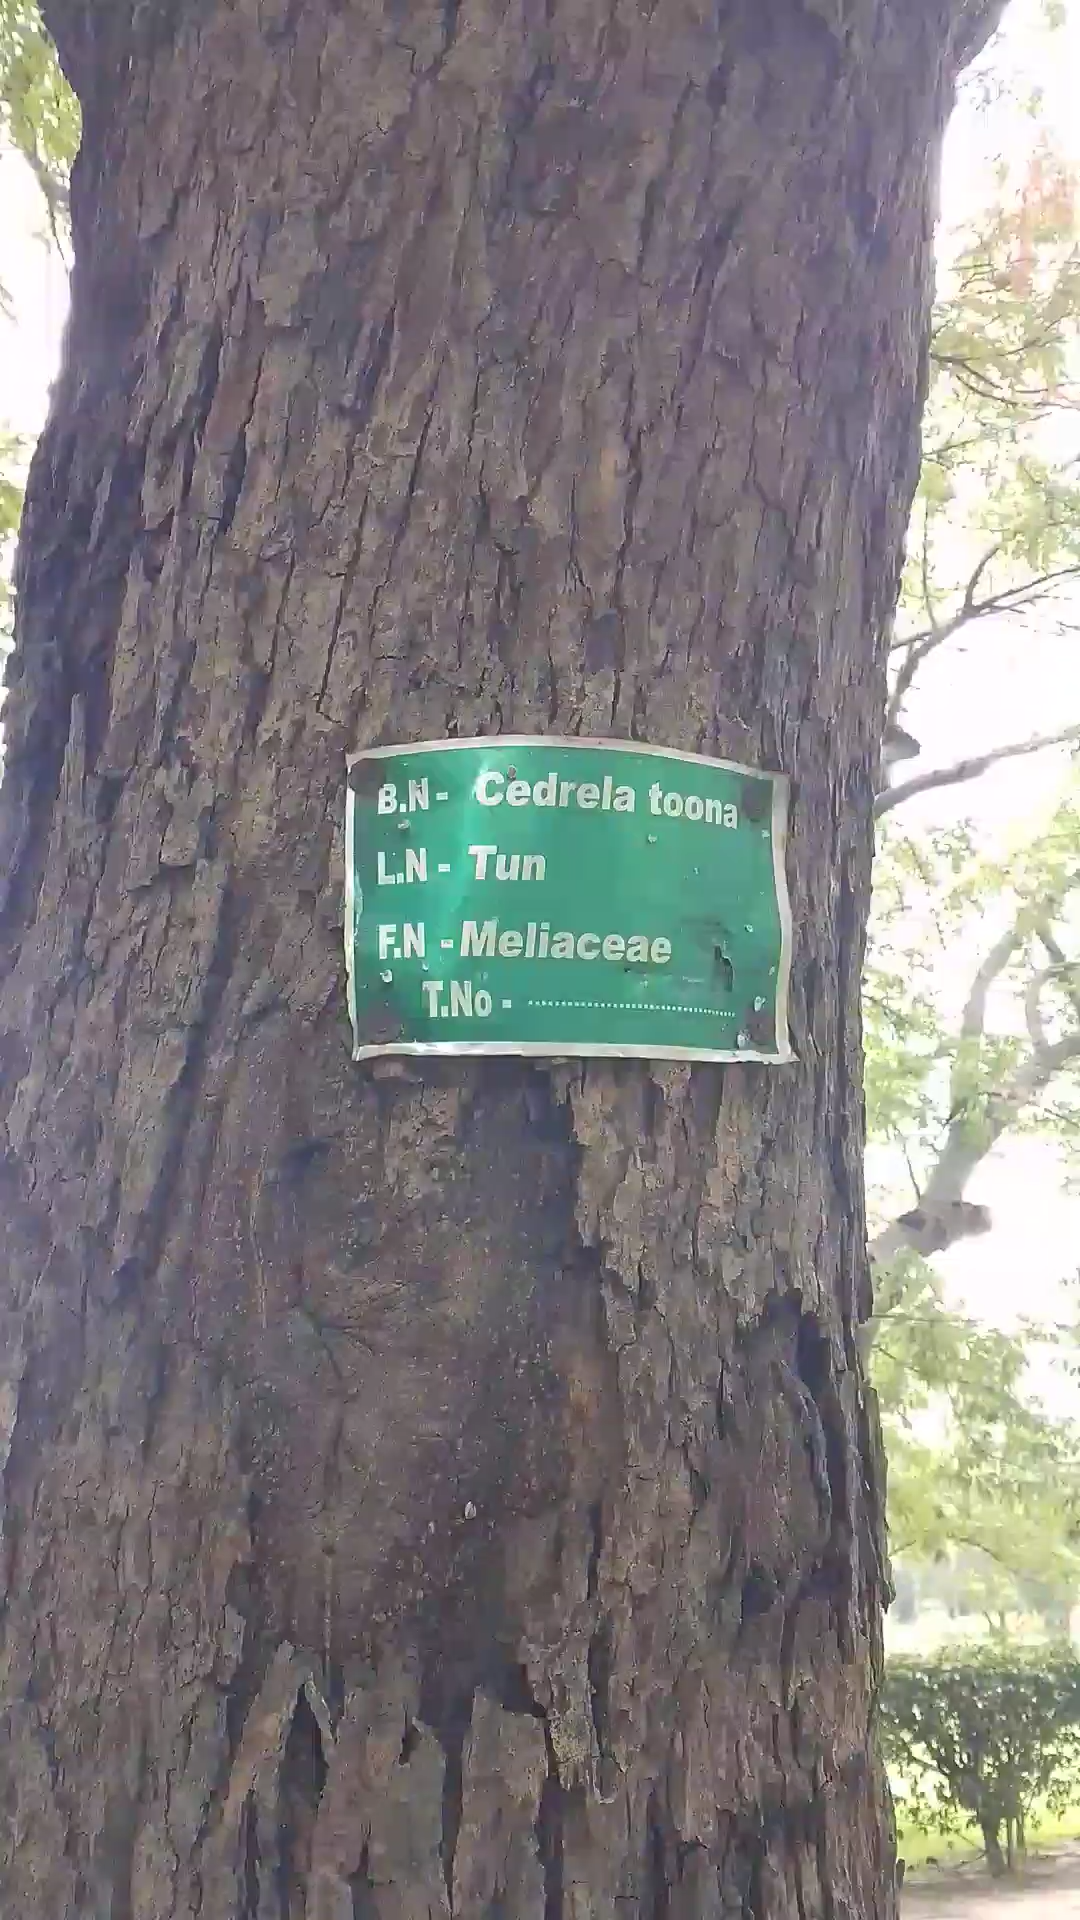 B.N- Cedrela toona
L.N - Tun
F.N -Meliaceae
T.No - ......................................